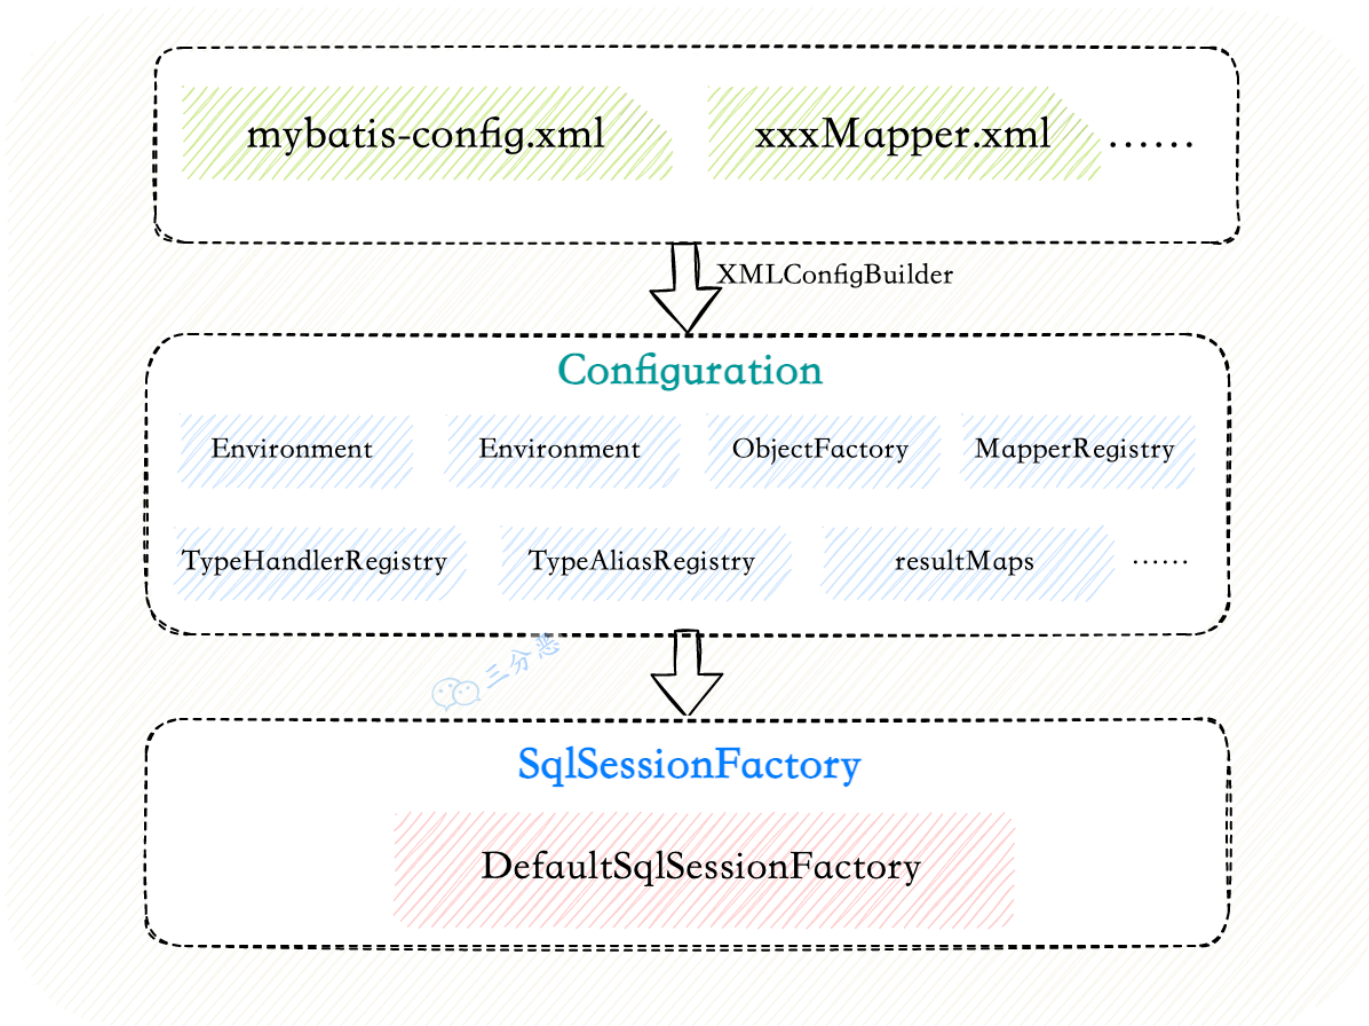 mybatis-config.xml
xxxMapper.xml
......
XMLConfigBuilder
Configuration
Environment
Environment
ObjectFactory
MapperRegistry
TypeHandlerRegistry
TypeAliasRegistry
resultMaps
......
三分恶
SqlSessionFactory
DefaultSqlSessionFactory